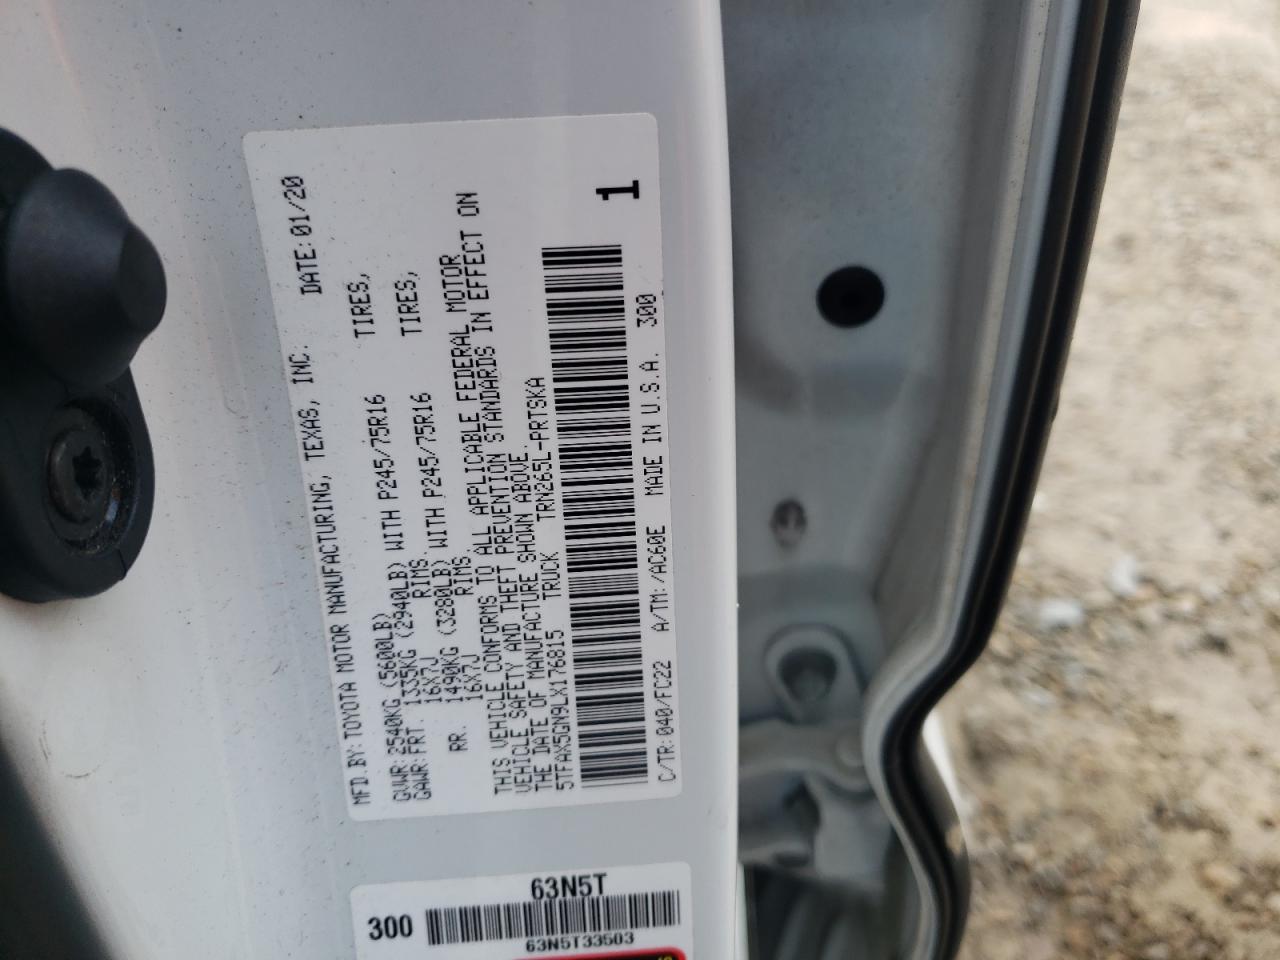 MFD.BY:TOYOTA MOTOR MANUFACTURING, TEXAS, INC. DATE:01/20
GVWR:2540KG(5600LB)
GAWR:FRT. 1335KG (2940LB) WITH P245/75R16 TIRES,
16X7J RIMS
RR. 1490KG (3280LB) WITH P245/75R16 TIRES,
16X7J RIMS
THIS VEHICLE CONFORMS TO ALL APPLICABLE FEDERAL MOTOR
VEHICLE SAFETY AND THEFT PREVENTION STANDARDS IN EFFECT ON
THE DATE OF MANUFACTURE SHOWN ABOVE.
5TFAX5GN9LX176815 TRUCK TRN265L-PRTSKA
1
C/TR:040/FC22 A/TM:/AC60E MADE IN U.S.A. 300
63N5T
300
63N5T33503